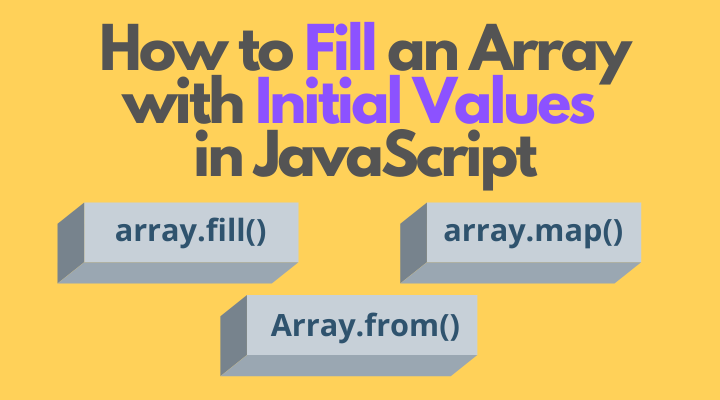 How to Fill an Array
with Initial Values
in JavaScript
array.fill()
array.map()
Array.from()